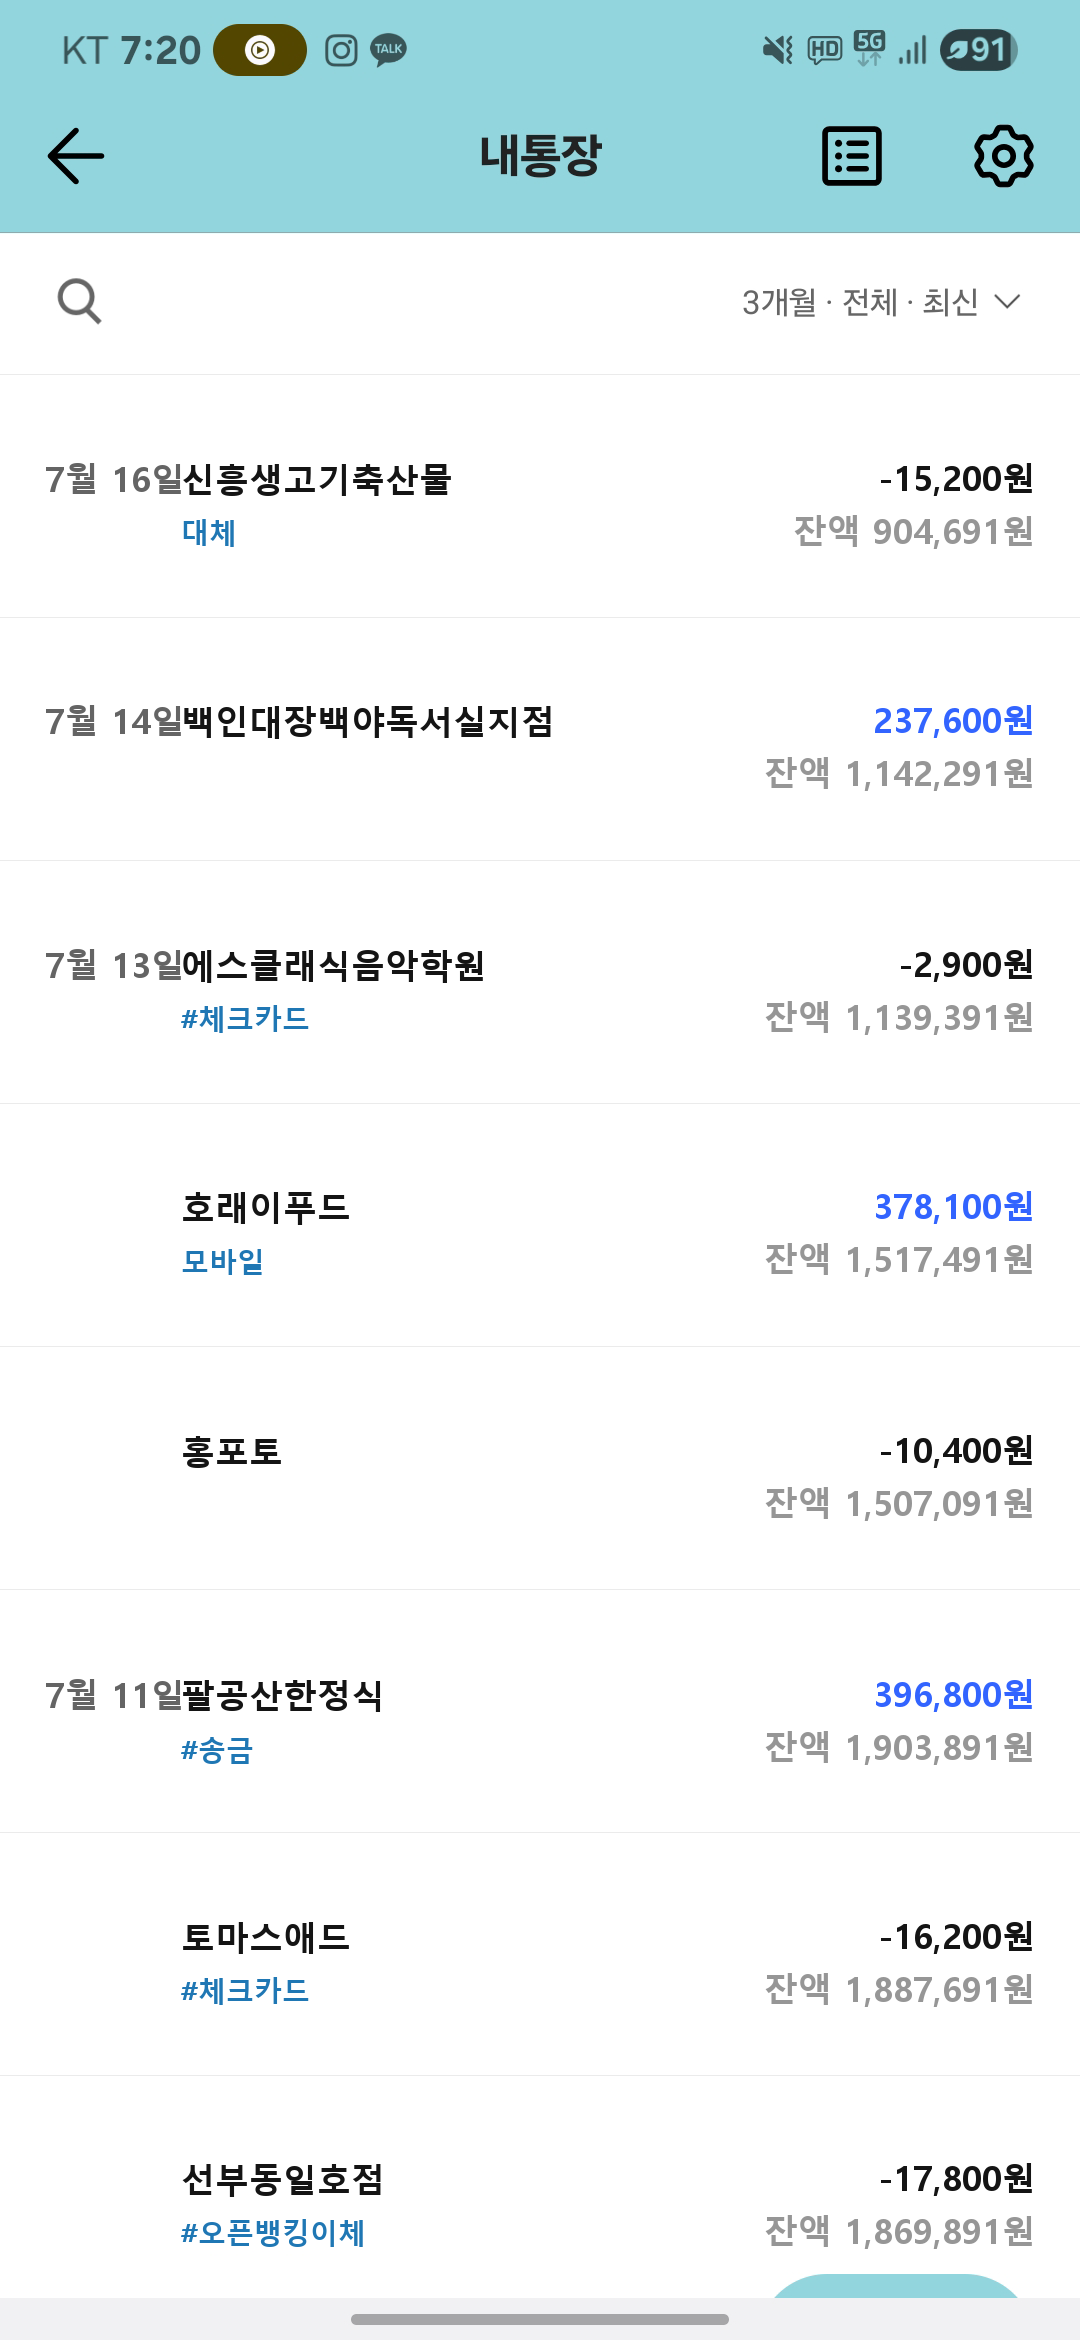 KT 7:20 TALK HD 5G 91
내통장
3개월 · 전체 · 최신
7월 16일 신흥생고기축산물 -15,200원
대체 잔액 904,691원
7월 14일 백인대장백야독서실지점 237,600원
잔액 1,142,291원
7월 13일 에스클래식음악학원 -2,900원
#체크카드 잔액 1,139,391원
호래이푸드 378,100원
모바일 잔액 1,517,491원
홍포토 -10,400원
잔액 1,507,091원
7월 11일 팔공산한정식 396,800원
#송금 잔액 1,903,891원
토마스애드 -16,200원
#체크카드 잔액 1,887,691원
선부동일호점 -17,800원
#오픈뱅킹이체 잔액 1,869,891원